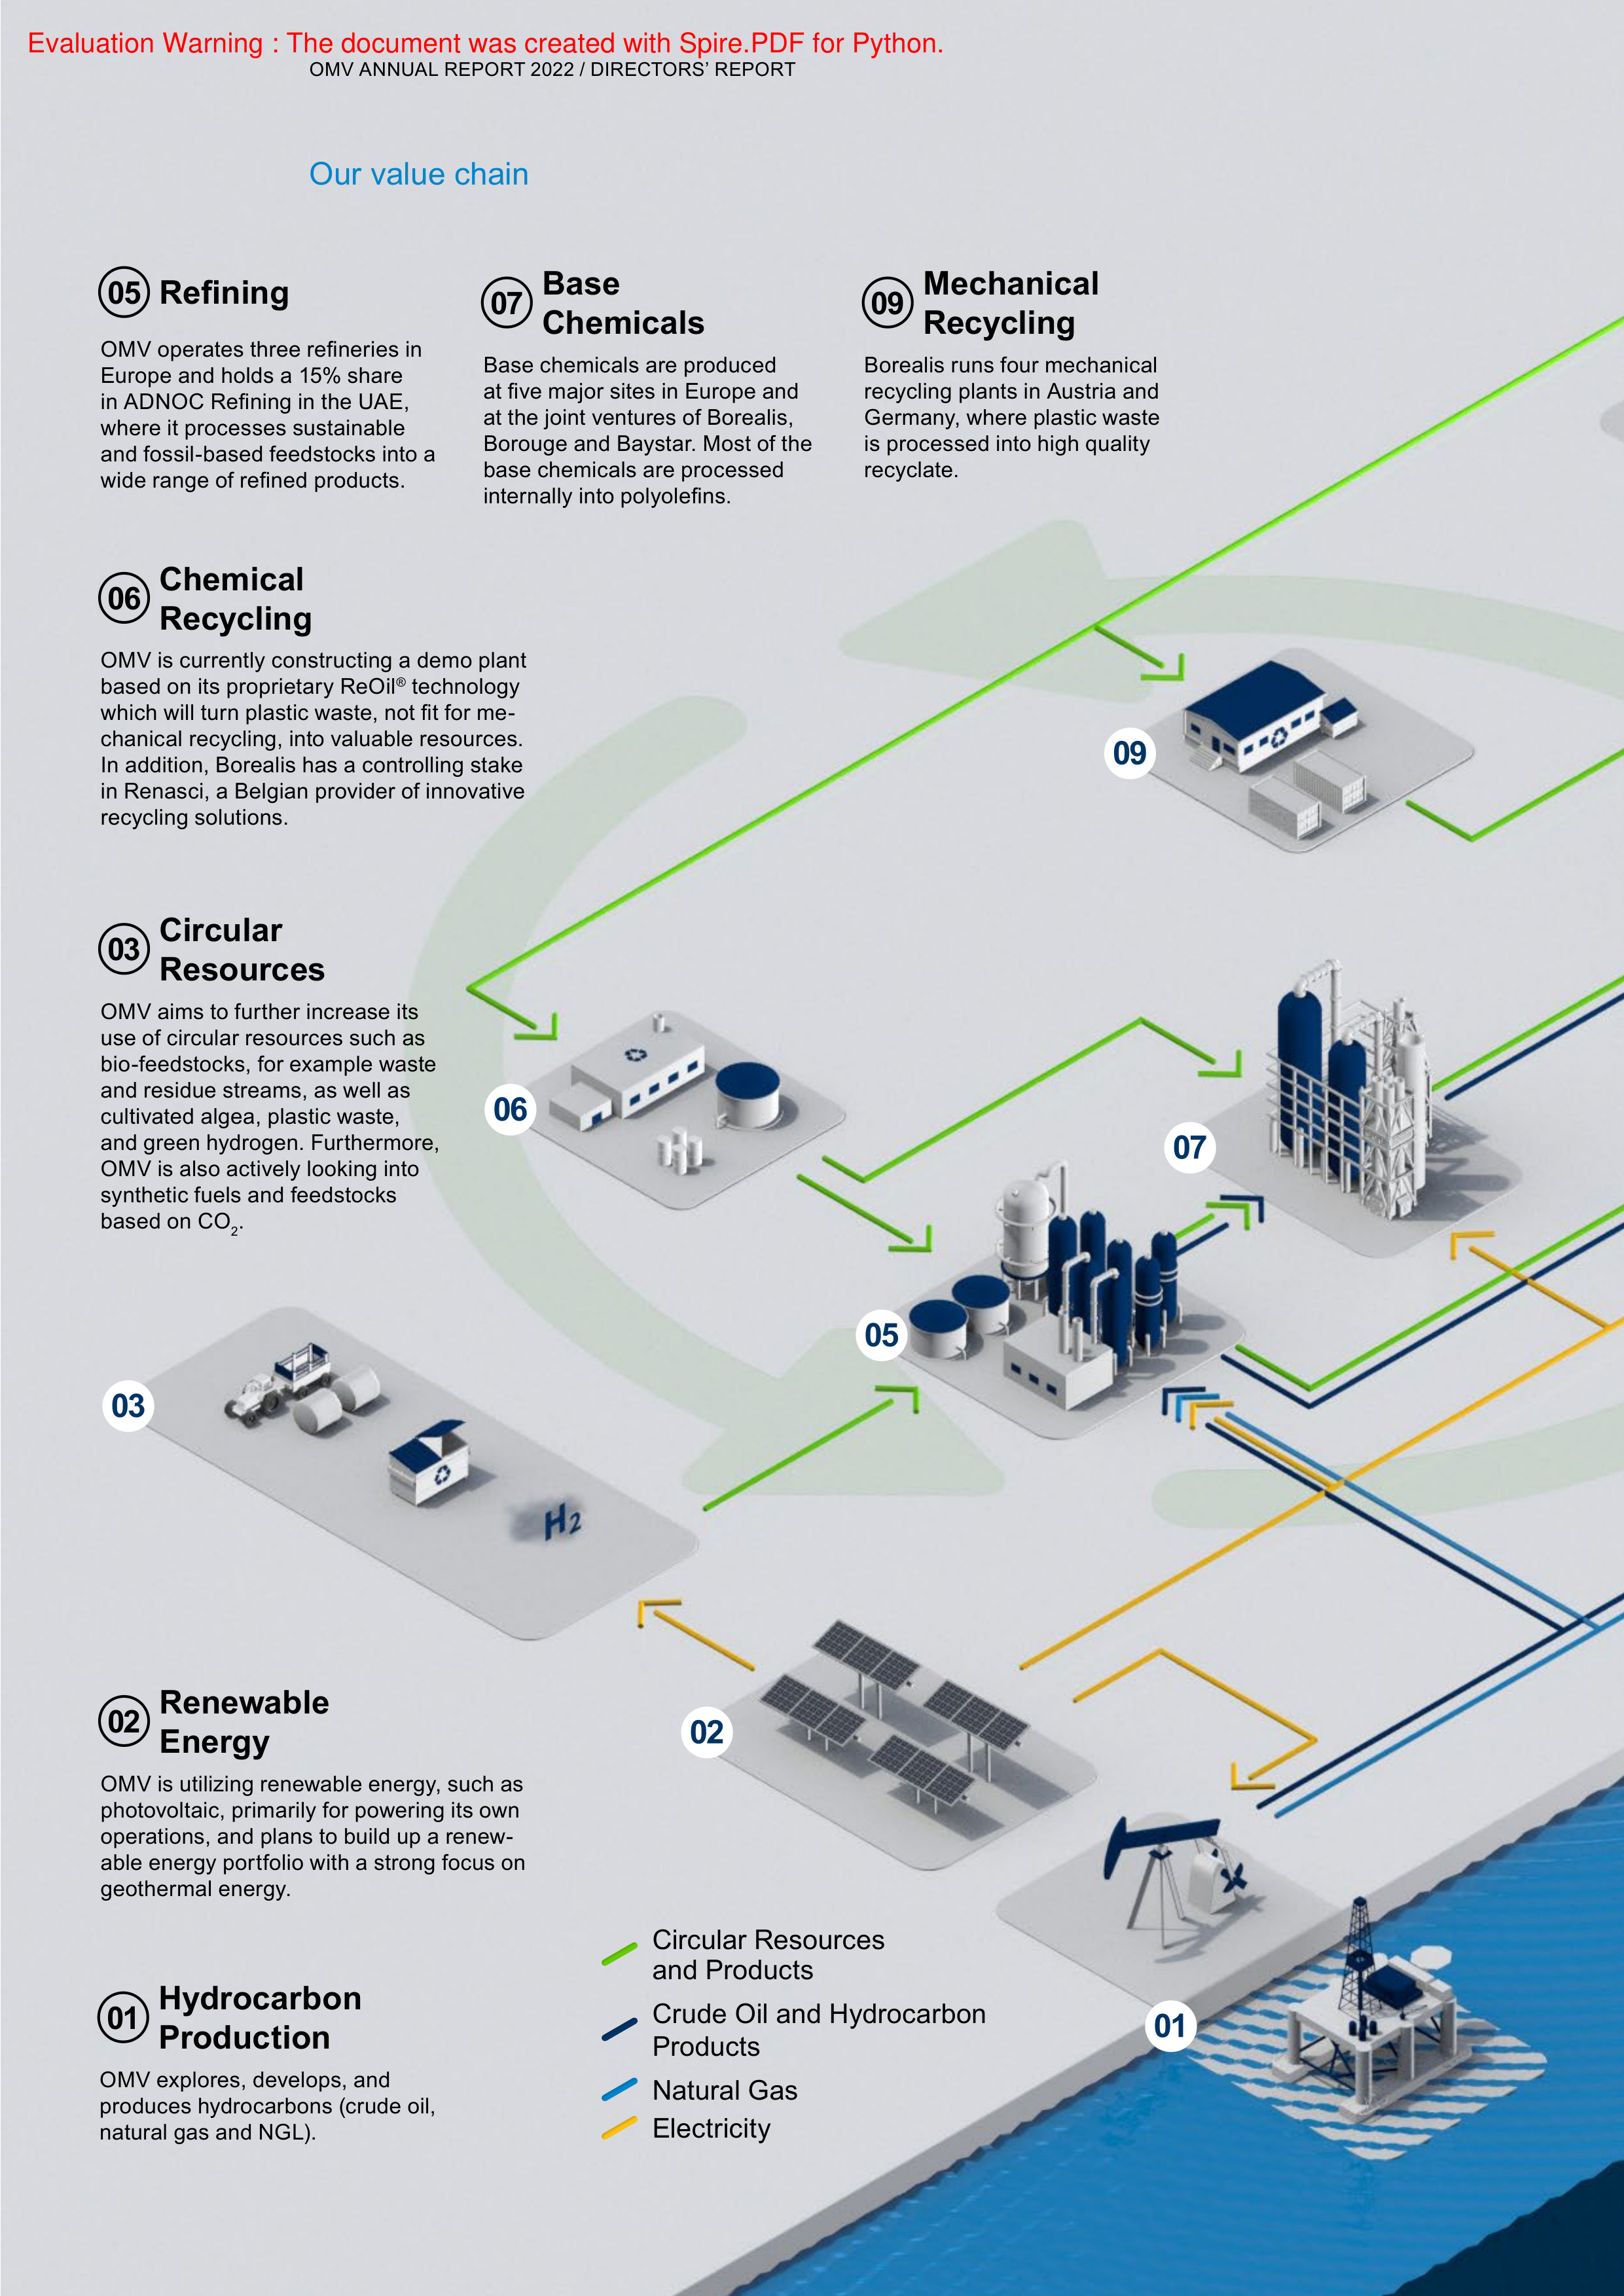 Evaluation Warning : The document was created with Spire.PDF for Python.
OMV ANNUAL REPORT 2022 / DIRECTORS’ REPORT
Our value chain
05 Refining
OMV operates three refineries in
Europe and holds a 15% share
in ADNOC Refining in the UAE,
where it processes sustainable
and fossil-based feedstocks into a
wide range of refined products.
07 Base
Chemicals
Base chemicals are produced
at five major sites in Europe and
at the joint ventures of Borealis,
Borouge and Baystar. Most of the
base chemicals are processed
internally into polyolefins.
09 Mechanical
Recycling
Borealis runs four mechanical
recycling plants in Austria and
Germany, where plastic waste
is processed into high quality
recyclate.
06 Chemical
Recycling
OMV is currently constructing a demo plant
based on its proprietary ReOil® technology
which will turn plastic waste, not fit for me-
chanical recycling, into valuable resources.
In addition, Borealis has a controlling stake
in Renasci, a Belgian provider of innovative
recycling solutions.
03 Circular
Resources
OMV aims to further increase its
use of circular resources such as
bio-feedstocks, for example waste
and residue streams, as well as
cultivated algea, plastic waste,
and green hydrogen. Furthermore,
OMV is also actively looking into
synthetic fuels and feedstocks
based on CO2.
09
06
07
05
03
H2
02
02 Renewable
Energy
OMV is utilizing renewable energy, such as
photovoltaic, primarily for powering its own
operations, and plans to build up a renew-
able energy portfolio with a strong focus on
geothermal energy.
01 Hydrocarbon
Production
OMV explores, develops, and
produces hydrocarbons (crude oil,
natural gas and NGL).
Circular Resources
and Products
Crude Oil and Hydrocarbon
Products
Natural Gas
Electricity
01